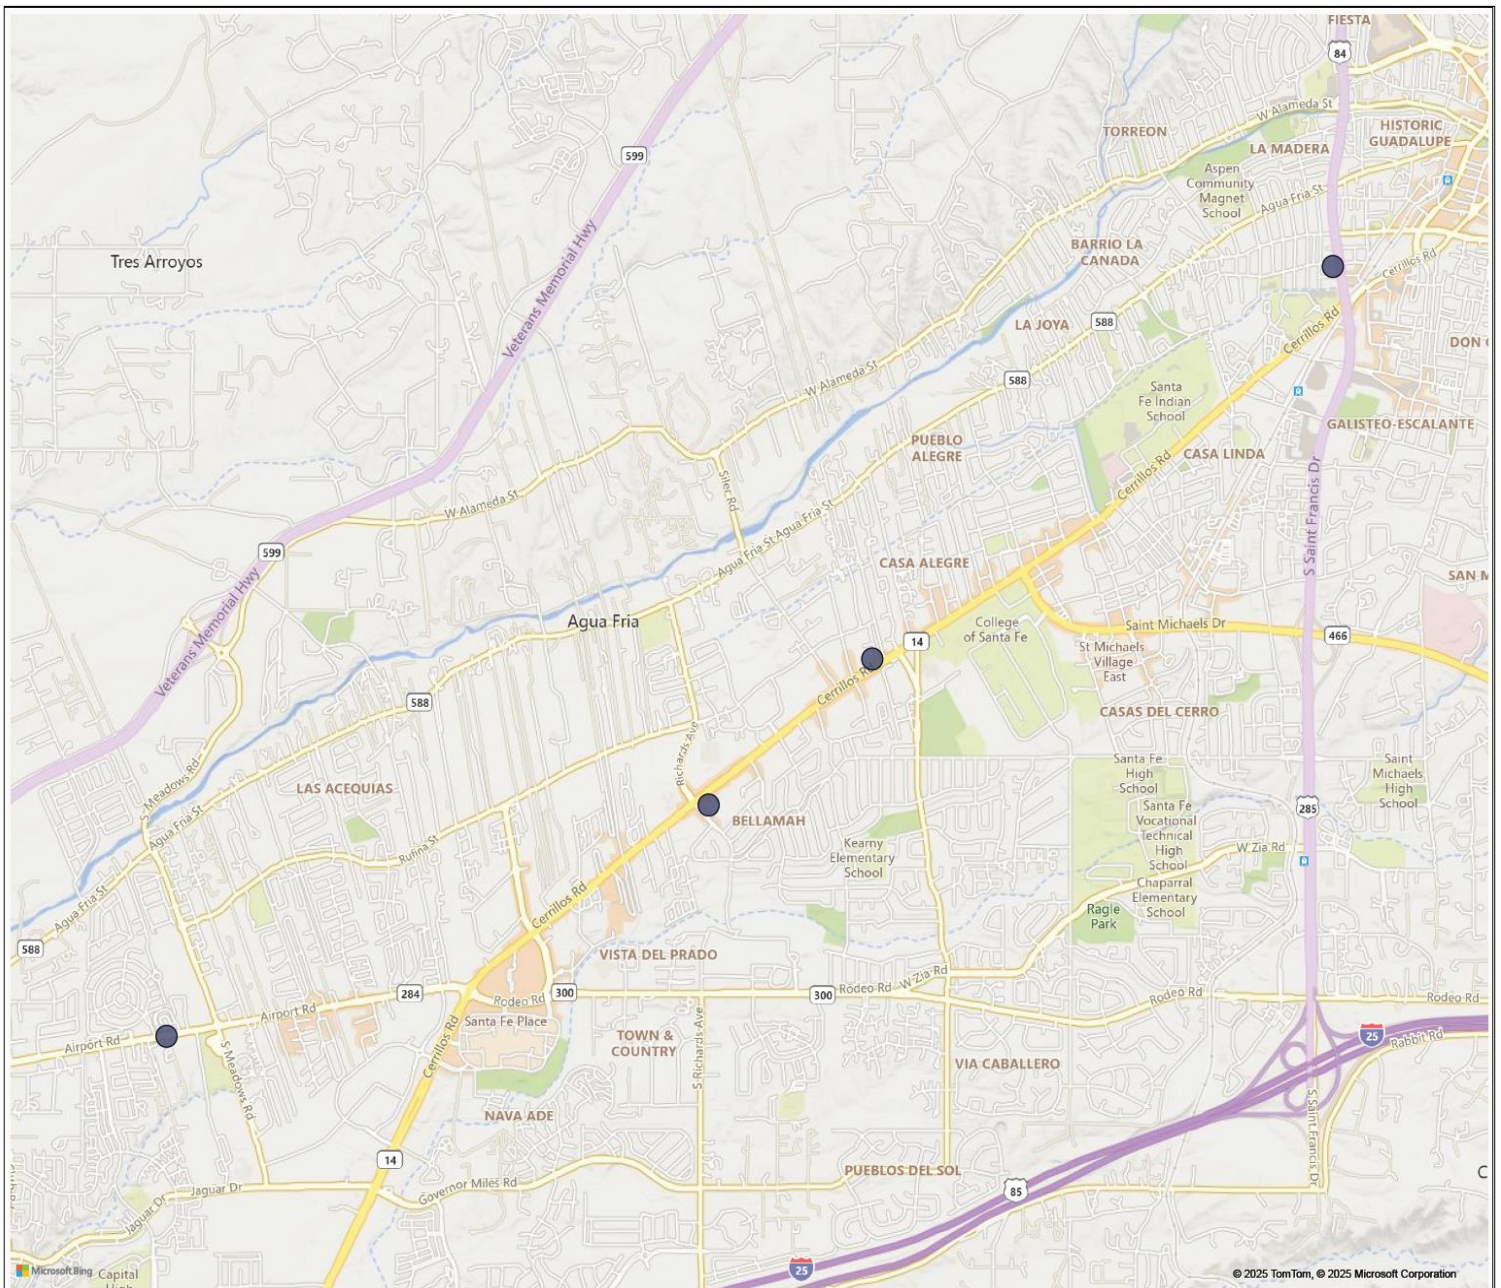 FIESTA
84
W Alameda St
599
TORREON
HISTORIC
GUADALUPE
LA MADERA
Aspen
Community
Magnet
School
Agua Fria St
Veterans Memorial Hwy
Tres Arroyos
BARRIO LA
CANADA
Cerrillos Rd
LA JOYA
588
Cerrillos Rd
DON
W Alameda St
588
Santa
Fe Indian
School
GALISTEO-ESCALANTE
PUEBLO
ALEGRE
CASA LINDA
Cerrillos Rd
Siler Rd
W Alameda St
S Saint Francis Dr
Agua Fria St
Agua Fria St
599
CASA ALEGRE
SAN M
Veterans Memorial Hwy
Agua Fria
College
of Santa Fe
Saint Michaels Dr
466
14
St Michaels
Village
East
Cerrillos Rd
588
CASAS DEL CERRO
Richards Ave
S Meadows Rd
LAS ACEQUIAS
Santa Fe
High
School
Saint
Michaels
High
School
285
Santa Fe
Vocational
Technical
High
School
Agua Fria St
BELLAMAH
Rufina St
Kearny
Elementary
School
W Zia Rd
Chaparral
Elementary
School
Agua Fria St
Cerrillos Rd
Ragle
Park
588
VISTA DEL PRADO
W Zia Rd
284
300
300
Rodeo Rd
Rodeo Rd
Rodeo Rd
Rodeo Rd
Airport Rd
Santa Fe Place
Airport Rd
S Meadows Rd
Cerrillos Rd
TOWN &
COUNTRY
S Richards Ave
25
Rabbit Rd
VIA CABALLERO
NAVA ADE
S Saint Francis Dr
14
PUEBLOS DEL SOL
C
Jaguar Dr
Governor Miles Rd
85
Jaguar Dr
25
Microsoft Bing
Capital
High
© 2025 TomTom, © 2025 Microsoft Corporation